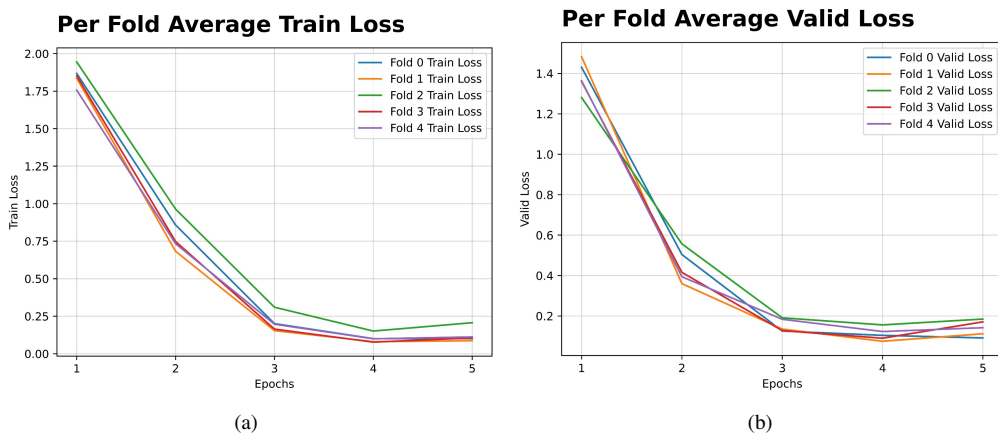 Per Fold Average Train Loss
2.00
1.75
1.50
1.25
1.00
0.75
0.50
0.25
0.00
Train Loss
1 2 3 4 5
Epochs
Fold 0 Train Loss
Fold 1 Train Loss
Fold 2 Train Loss
Fold 3 Train Loss
Fold 4 Train Loss
(a)
Per Fold Average Valid Loss
1.4
1.2
1.0
0.8
0.6
0.4
0.2
Valid Loss
1 2 3 4 5
Epochs
Fold 0 Valid Loss
Fold 1 Valid Loss
Fold 2 Valid Loss
Fold 3 Valid Loss
Fold 4 Valid Loss
(b)